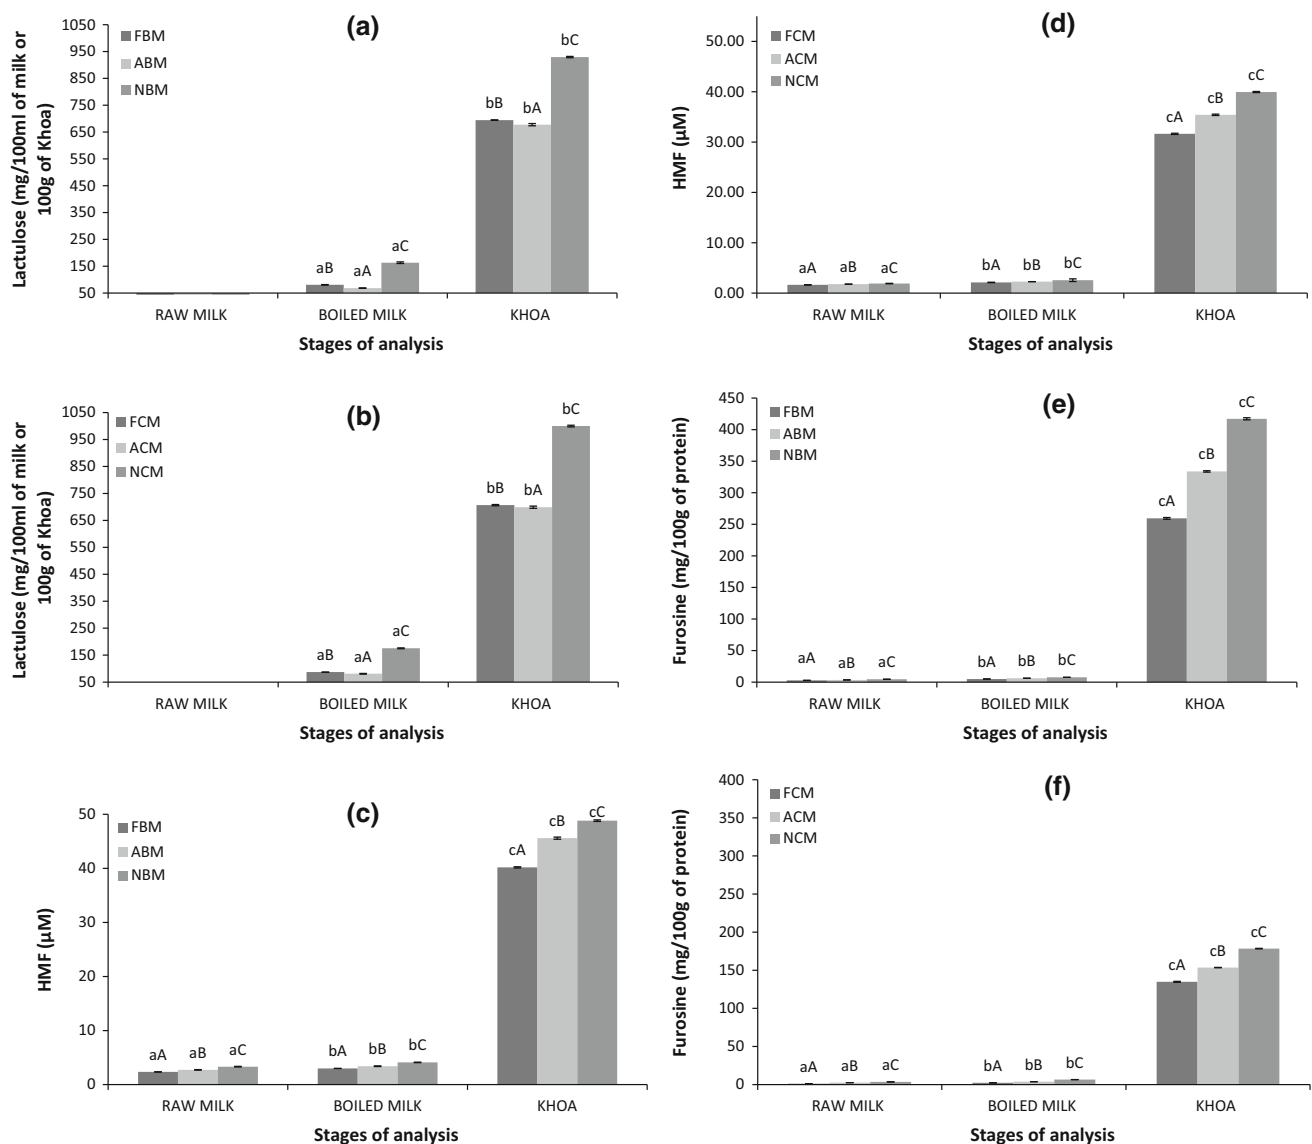 (a)
Lactulose (mg/100ml of milk or
100g of Khoa)
1050
950
850
750
650
550
450
350
250
150
50
FBM
ABM
NBM
aB
aA
aC
bB
bA
bC
RAW MILK
BOILED MILK
KHOA
Stages of analysis
(b)
Lactulose (mg/100ml of milk or
100g of Khoa)
1050
950
850
750
650
550
450
350
250
150
50
FCM
ACM
NCM
aB
aA
aC
bB
bA
bC
RAW MILK
BOILED MILK
KHOA
Stages of analysis
(c)
HMF (μM)
50
40
30
20
10
0
FBM
ABM
NBM
aA
aB
aC
bA
bB
bC
cA
cB
cC
RAW MILK
BOILED MILK
KHOA
Stages of analysis
(d)
HMF (μM)
50.00
40.00
30.00
20.00
10.00
0.00
FCM
ACM
NCM
aA
aB
aC
bA
bB
bC
cA
cB
cC
RAW MILK
BOILED MILK
KHOA
Stages of analysis
(e)
Furosine (mg/100g of protein)
450
400
350
300
250
200
150
100
50
0
FBM
ABM
NBM
aA
aB
aC
bA
bB
bC
cA
cB
cC
RAW MILK
BOILED MILK
KHOA
Stages of analysis
(f)
Furosine (mg/100g of protein)
400
350
300
250
200
150
100
50
0
FCM
ACM
NCM
aA
aB
aC
bA
bB
bC
cA
cB
cC
RAW MILK
BOILED MILK
KHOA
Stages of analysis